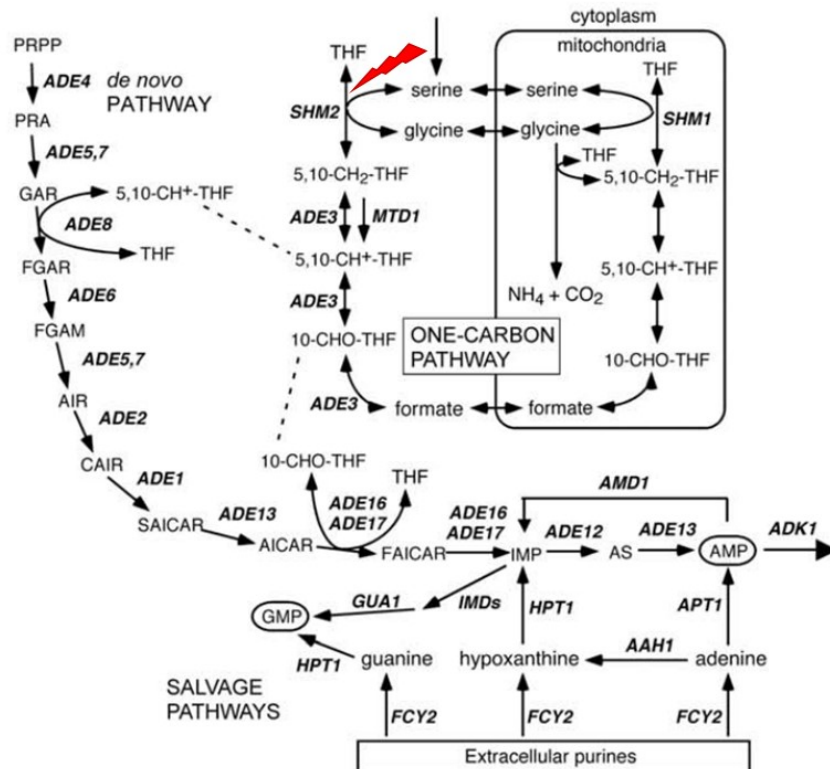 cytoplasm
mitochondria
PRPP
ADE4
de novo
PATHWAY
PRA
ADE5,7
GAR
5,10-CH+-THF
ADE8
THF
FGAR
ADE6
FGAM
ADE5,7
AIR
ADE2
CAIR
ADE1
SAICAR
ADE13
AICAR
THF
SHM2
serine
serine
glycine
glycine
THF
SHM1
THF
5,10-CH2-THF
5,10-CH2-THF
ADE3
MTD1
5,10-CH+-THF
5,10-CH+-THF
NH4 + CO2
ADE3
10-CHO-THF
ONE-CARBON
PATHWAY
10-CHO-THF
ADE3
formate
formate
10-CHO-THF
THF
ADE16
ADE17
FAICAR
ADE16
ADE17
IMP
AMD1
ADE12
AS
ADE13
AMP
ADK1
GMP
GUA1
IMDs
HPT1
APT1
HPT1
guanine
hypoxanthine
AAH1
adenine
SALVAGE
PATHWAYS
FCY2
FCY2
FCY2
Extracellular purines